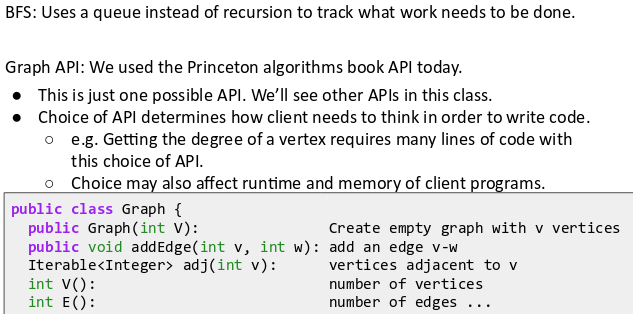 BFS: Uses a queue instead of recursion to track what work needs to be done.
Graph API: We used the Princeton algorithms book API today.
● This is just one possible API. We’ll see other APIs in this class.
● Choice of API determines how client needs to think in order to write code.
○ e.g. Getting the degree of a vertex requires many lines of code with
this choice of API.
○ Choice may also affect runtime and memory of client programs.
public class Graph {
public Graph(int V): Create empty graph with v vertices
public void addEdge(int v, int w): add an edge v-w
Iterable<Integer> adj(int v): vertices adjacent to v
int V(): number of vertices
int E(): number of edges ...